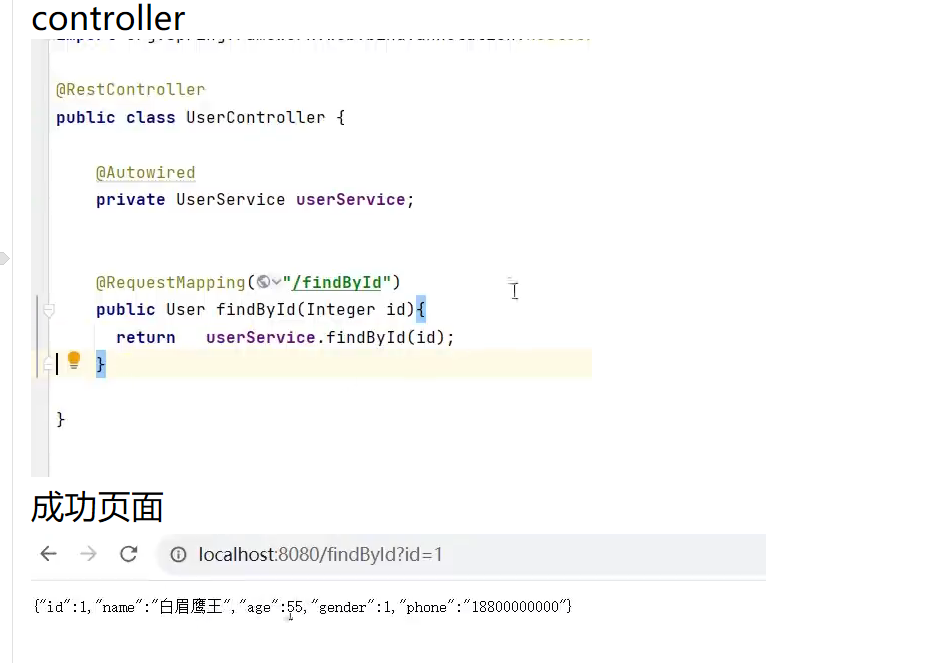 controller
@RestController
public class UserController {
@Autowired
private UserService userService;
@RequestMapping("/findById")
public User findById(Integer id){
return userService.findById(id);
}
}
成功页面
localhost:8080/findById?id=1
{"id":1,"name":"白眉鹰王","age":55,"gender":1,"phone":"18800000000"}